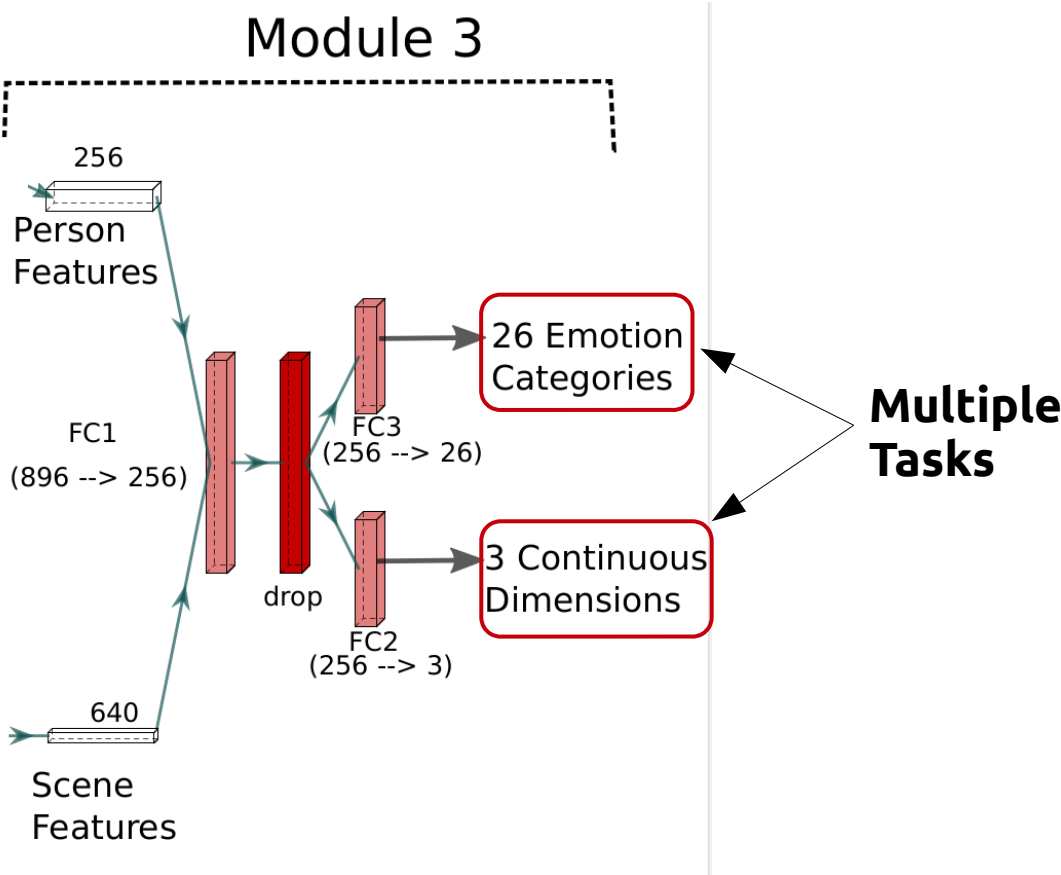 Module 3
256
Person
Features
FC1
(896 --> 256)
drop
FC3
(256 --> 26)
FC2
(256 --> 3)
26 Emotion
Categories
3 Continuous
Dimensions
Multiple
Tasks
640
Scene
Features